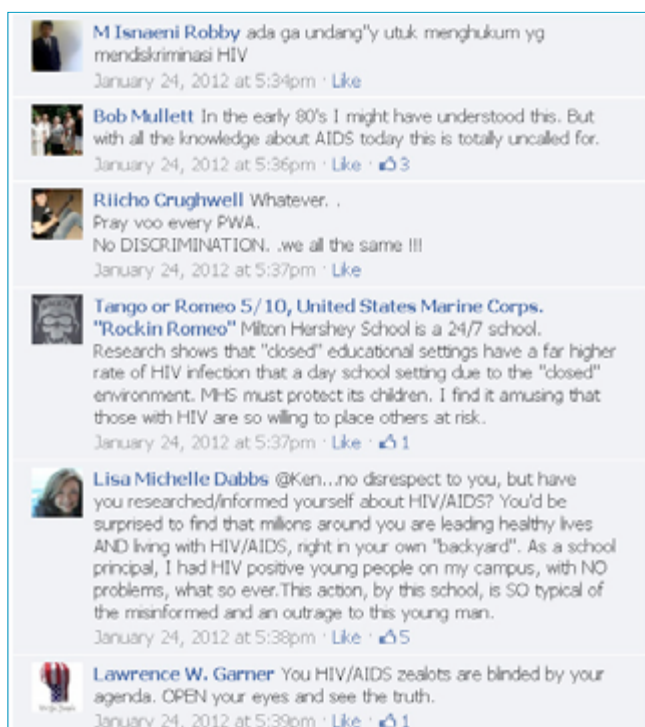 M Isnaeni Robby ada ga undang"y utuk menghukum yg
mendiskriminasi HIV
January 24, 2012 at 5:34pm · Like
Bob Mullett In the early 80's I might have understood this. But
with all the knowledge about AIDS today this is totally uncalled for.
January 24, 2012 at 5:36pm · Like · 3
Riicho Crughwell Whatever. .
Pray voo every PWA.
No DISCRIMINATION. .we all the same !!!
January 24, 2012 at 5:37pm · Like
Tango or Romeo 5/10, United States Marine Corps.
"Rockin Romeo" Milton Hershey School is a 24/7 school.
Research shows that "closed" educational settings have a far higher
rate of HIV infection that a day school setting due to the "closed"
environment. MHS must protect its children. I find it amusing that
those with HIV are so willing to place others at risk.
January 24, 2012 at 5:37pm · Like · 1
Lisa Michelle Dabbs @Ken...no disrespect to you, but have
you researched/informed yourself about HIV/AIDS? You'd be
surprised to find that millions around you are leading healthy lives
AND living with HIV/AIDS, right in your own "backyard". As a school
principal, I had HIV positive young people on my campus, with NO
problems, what so ever.This action, by this school, is SO typical of
the misinformed and an outrage to this young man.
January 24, 2012 at 5:38pm · Like · 5
Lawrence W. Garner You HIV/AIDS zealots are blinded by your
agenda. OPEN your eyes and see the truth.
January 24, 2012 at 5:39pm · Like · 1